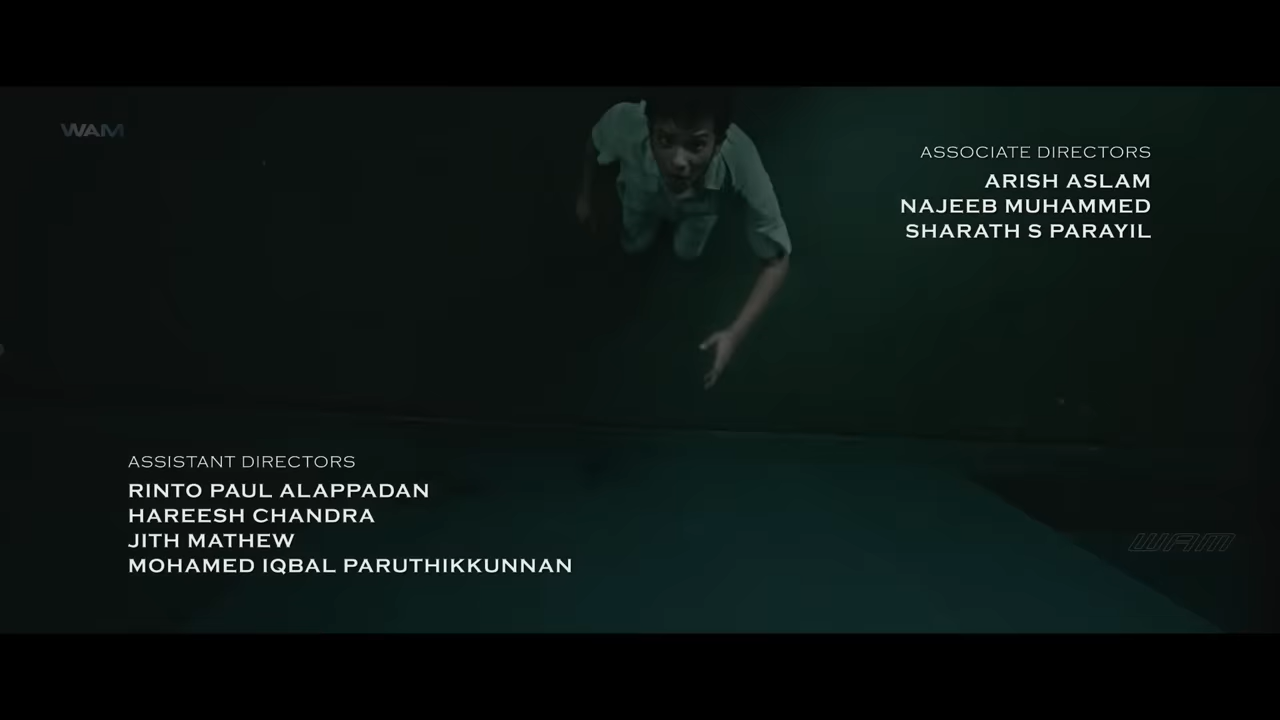 WAM
ASSOCIATE DIRECTORS
ARISH ASLAM
NAJEEB MUHAMMED
SHARATH S PARAYIL
ASSISTANT DIRECTORS
RINTO PAUL ALAPPADAN
HAREESH CHANDRA
JITH MATHEW
MOHAMED IQBAL PARUTHIKKUNNAN
WAM